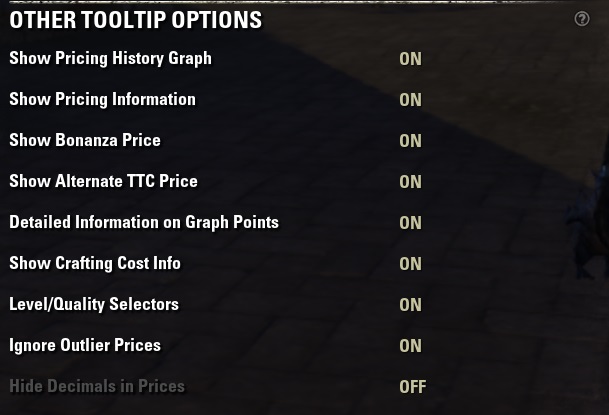 OTHER TOOLTIP OPTIONS ?
Show Pricing History Graph ON
Show Pricing Information ON
Show Bonanza Price ON
Show Alternate TTC Price ON
Detailed Information on Graph Points ON
Show Crafting Cost Info ON
Level/Quality Selectors ON
Ignore Outlier Prices ON
Hide Decimals in Prices OFF